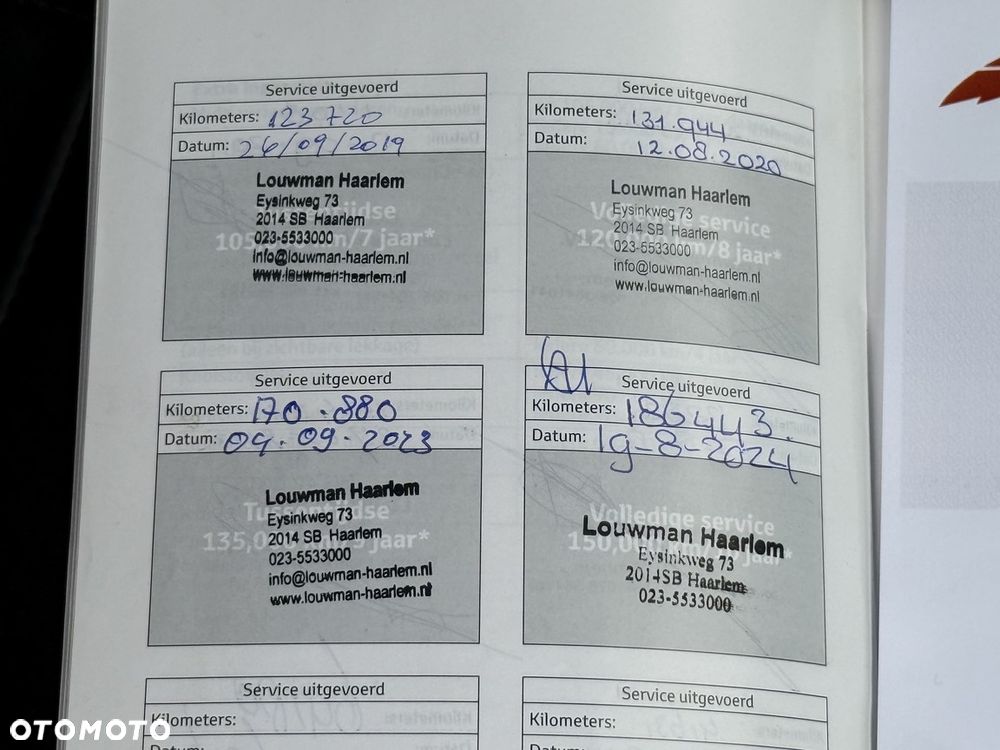 Service uitgevoerd
Kilometers: 123 720
Datum: 26/09/2019
Louwman Haarlem
Eysinkweg 73
2014 SB Haarlem
023-5533000
info@louwman-haarlem.nl
www.louwman-haarlem.nl
Service uitgevoerd
Kilometers: 131.944
Datum: 12.08.2020
Volledige service
Louwman Haarlem
Eysinkweg 73
2014 SB Haarlem
023-5533000
info@louwman-haarlem.nl
www.louwman-haarlem.nl
Service uitgevoerd
Kilometers: 170.880
Datum: 04.09.2023
Louwman Haarlem
Eysinkweg 73
2014 SB Haarlem
023-5533000
info@louwman-haarlem.nl
www.louwman-haarlem.nl
Service uitgevoerd
Kilometers: 186443.
Datum: 19-8-2024
Volledige service
Louwman Haarlem
Eysinkweg 73
2014SB Haarlem
023-5533000
Service uitgevoerd
Kilometers:
Datum:
Service uitgevoerd
Kilometers:
Datum:
OTOMOTO